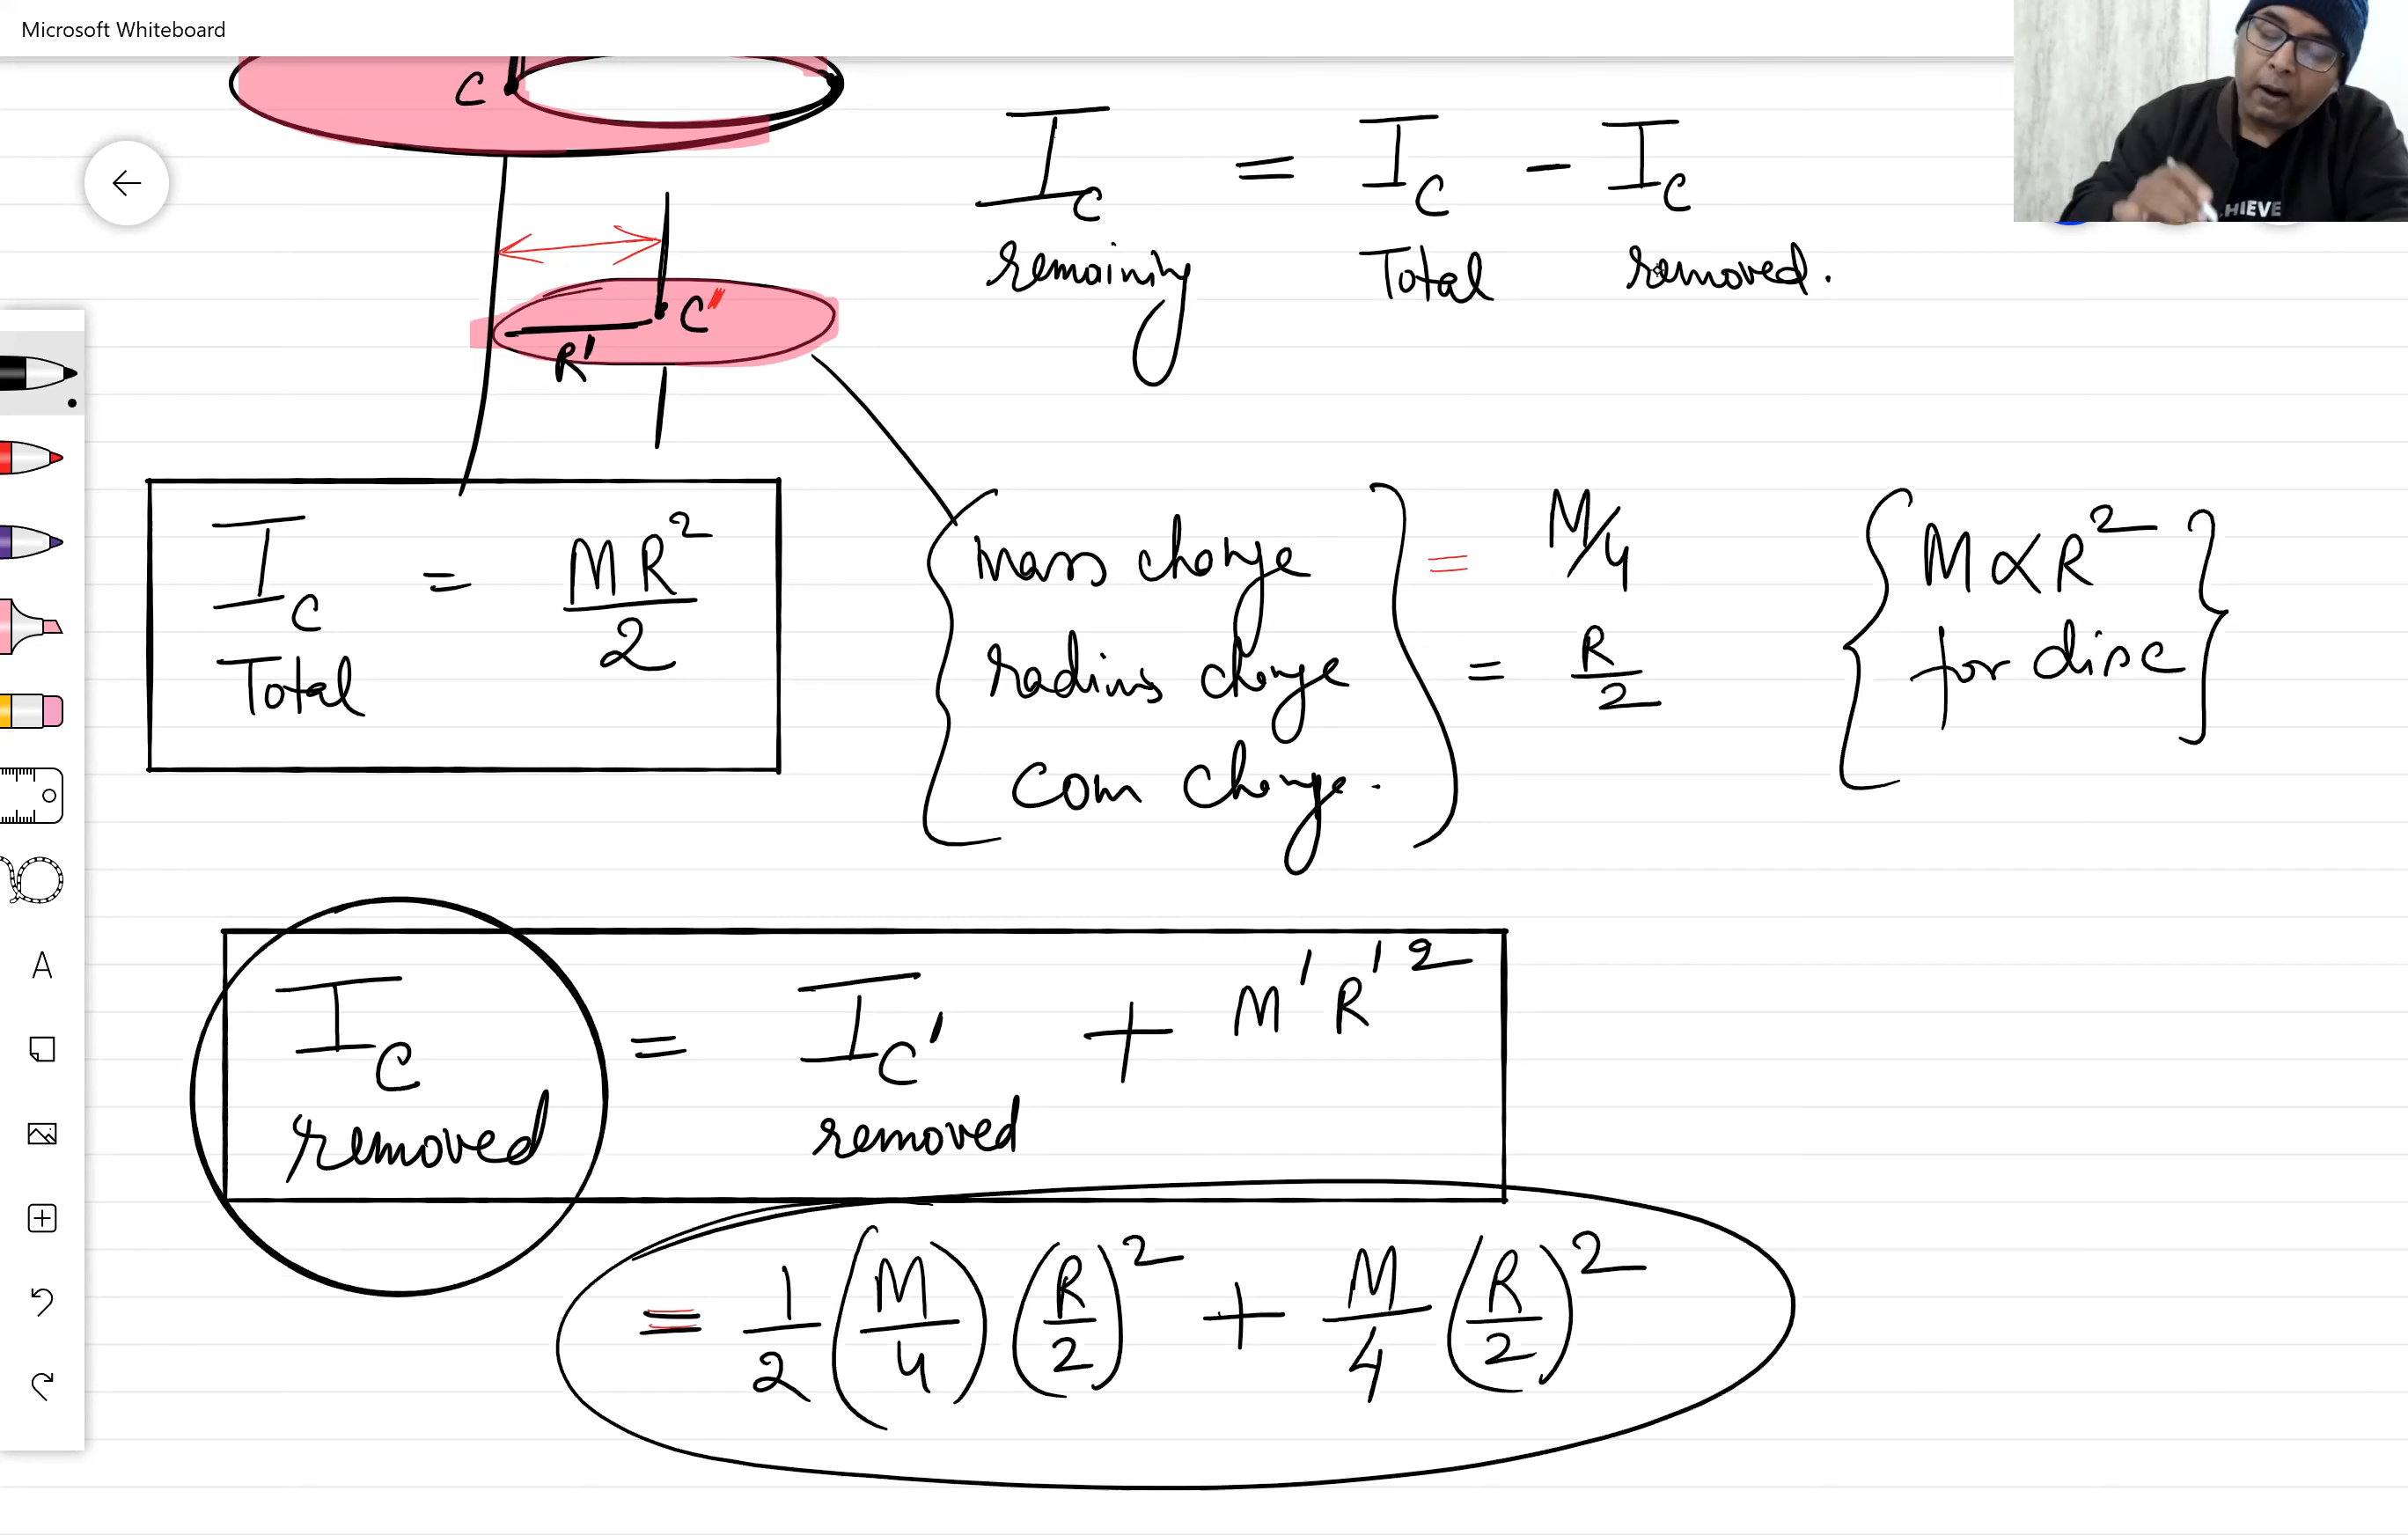 Microsoft Whiteboard
C
I_C remaining = I_C Total - I_C removed.
HIEVE
C'
R'
I_C Total = MR²/2
mass change = M/4
radius change = R/2
Com change.
M ∝ R²
for disc
I_C removed = I_C' removed + M'R'²
= 1/2 (M/4) (R/2)² + M/4 (R/2)²
A